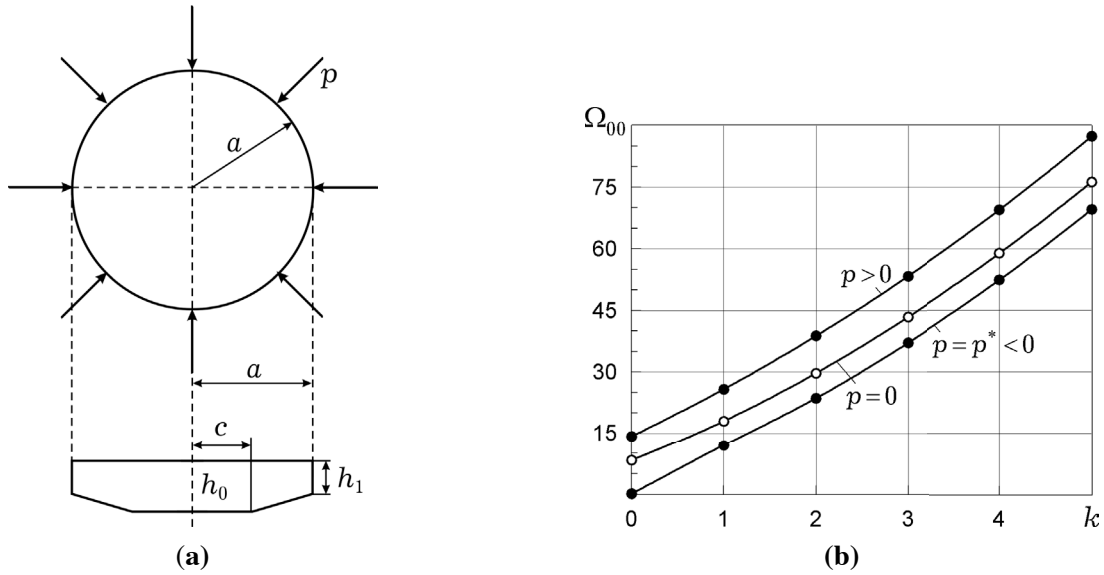 p
a
a
c
h₀
h₁
(a)
Ω₀₀
75
60
45
30
15
p > 0
p = p* < 0
p = 0
0 1 2 3 4 k
(b)